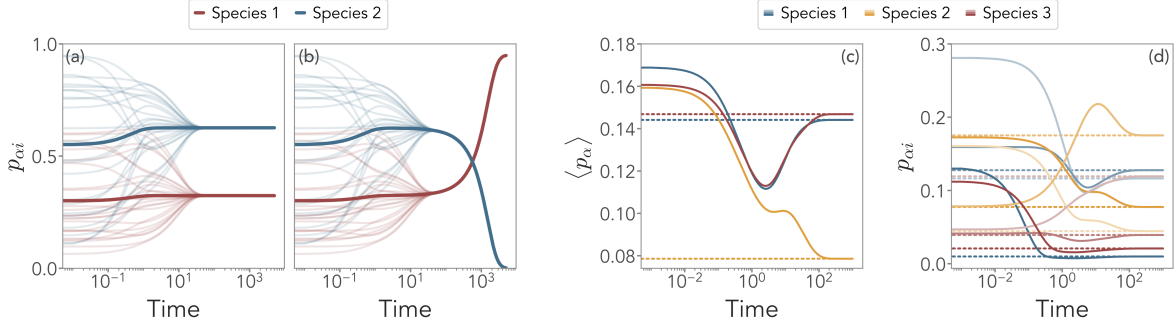 Species 1 Species 2
Species 1 Species 2 Species 3
(a)
(b)
(c)
(d)
1.0
0.5
0.0
p_{αi}
10^{-1} 10^{1} 10^{3}
Time
10^{-1} 10^{1} 10^{3}
Time
0.18
0.16
0.14
0.12
0.10
0.08
⟨p_α⟩
10^{-2} 10^{0} 10^{2}
Time
0.3
0.2
0.1
0.0
p_{αi}
10^{-2} 10^{0} 10^{2}
Time